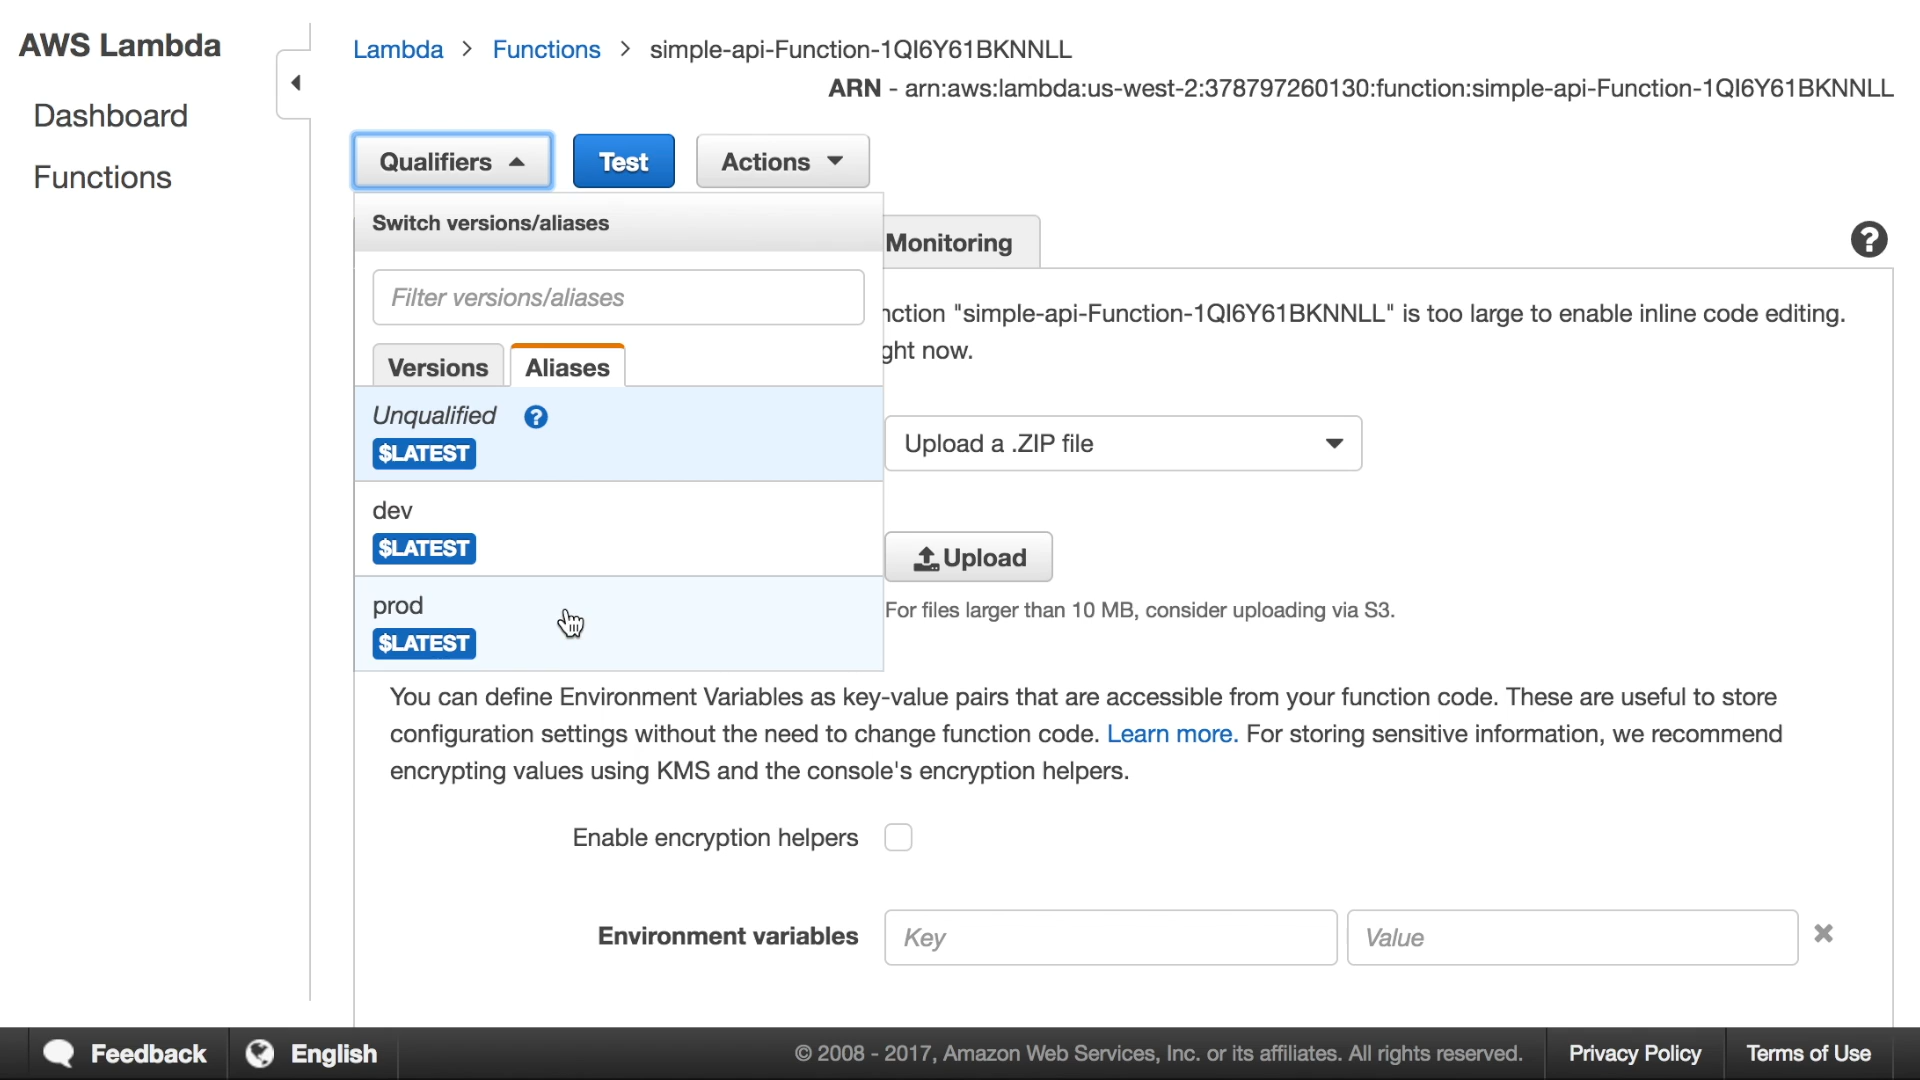 AWS Lambda
Dashboard
Functions
Lambda > Functions > simple-api-Function-1QI6Y61BKNNLL
ARN - arn:aws:lambda:us-west-2:378797260130:function:simple-api-Function-1QI6Y61BKNNLL
Qualifiers
Test
Actions
Switch versions/aliases
Monitoring
Filter versions/aliases
nction "simple-api-Function-1QI6Y61BKNNLL" is too large to enable inline code editing.
ght now.
Versions
Aliases
Unqualified
$LATEST
Upload a .ZIP file
dev
$LATEST
Upload
prod
$LATEST
For files larger than 10 MB, consider uploading via S3.
You can define Environment Variables as key-value pairs that are accessible from your function code. These are useful to store
configuration settings without the need to change function code. Learn more. For storing sensitive information, we recommend
encrypting values using KMS and the console's encryption helpers.
Enable encryption helpers
Environment variables
Key
Value
Feedback
English
© 2008 - 2017, Amazon Web Services, Inc. or its affiliates. All rights reserved.
Privacy Policy
Terms of Use